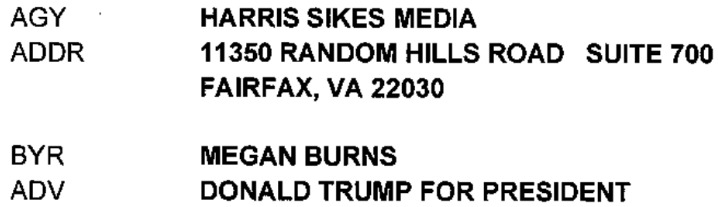 AGY HARRIS SIKES MEDIA
ADDR 11350 RANDOM HILLS ROAD SUITE 700
FAIRFAX, VA 22030
BYR MEGAN BURNS
ADV DONALD TRUMP FOR PRESIDENT